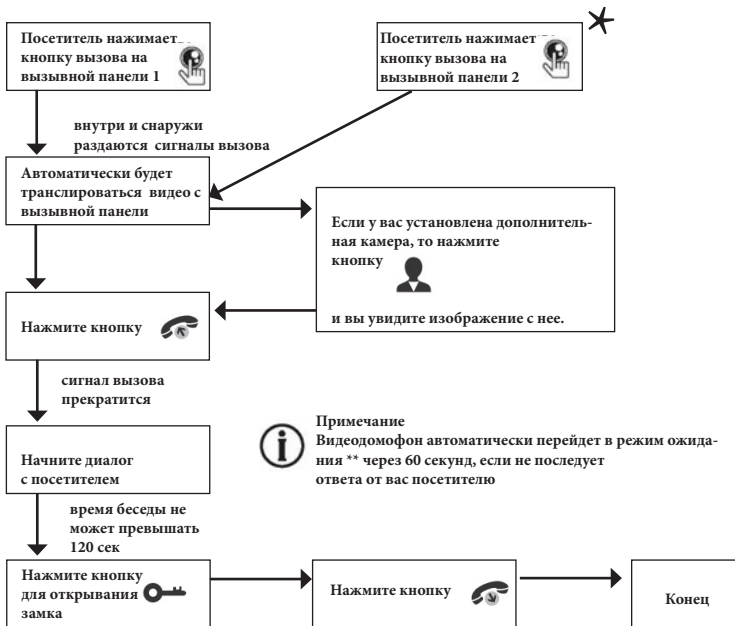 Посетитель нажимает
кнопку вызова на
вызывной панели 1
Посетитель нажимает
кнопку вызова на
вызывной панели 2
внутри и снаружи
раздаются сигналы вызова
Автоматически будет
транслироваться видео с
вызывной панели
Если у вас установлена дополнитель-
ная камера, то нажмите
кнопку
и вы увидите изображение с нее.
Нажмите кнопку
сигнал вызова
прекратится
Примечание
Видеодомофон автоматически перейдет в режим ожида-
ния ** через 60 секунд, если не последует
ответа от вас посетителю
Начните диалог
с посетителем
время беседы не
может превышать
120 сек
Нажмите кнопку
для открывания
замка
Нажмите кнопку
Конец